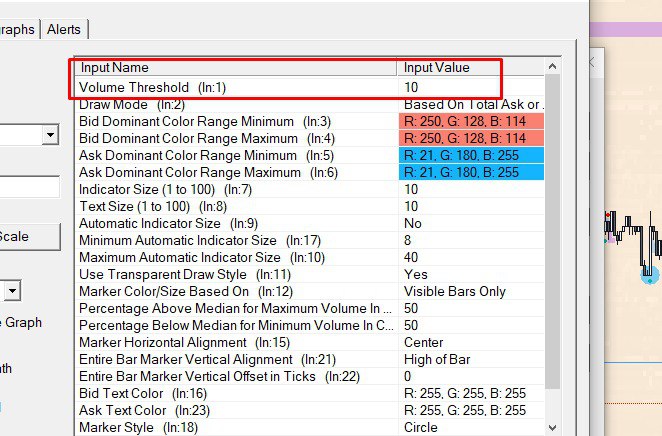 raphs
Alerts
Input Name Input Value
Volume Threshold (In:1) 10
Draw Mode (In:2) Based On Total Ask or .
Bid Dominant Color Range Minimum (In:3) R: 250, G: 128, B: 114
Bid Dominant Color Range Maximum (In:4) R: 250, G: 128, B: 114
Ask Dominant Color Range Minimum (In:5) R: 21, G: 180, B: 255
Ask Dominant Color Range Maximum (In:6) R: 21, G: 180, B: 255
Indicator Size (1 to 100) (In:7) 10
Text Size (1 to 100) (In:8) 10
Automatic Indicator Size (In:9) No
Minimum Automatic Indicator Size (In:17) 8
Maximum Automatic Indicator Size (In:10) 40
Use Transparent Draw Style (In:11) Yes
Marker Color/Size Based On (In:12) Visible Bars Only
Percentage Above Median for Maximum Volume In ... 50
Percentage Below Median for Minimum Volume In C... 50
Marker Horizontal Alignment (In:15) Center
Entire Bar Marker Vertical Alignment (In:21) High of Bar
Entire Bar Marker Vertical Offset in Ticks (In:22) 0
Bid Text Color (In:16) R: 255, G: 255, B: 255
Ask Text Color (In:23) R: 255, G: 255, B: 255
Marker Style (In:18) Circle
Scale
e Graph
th